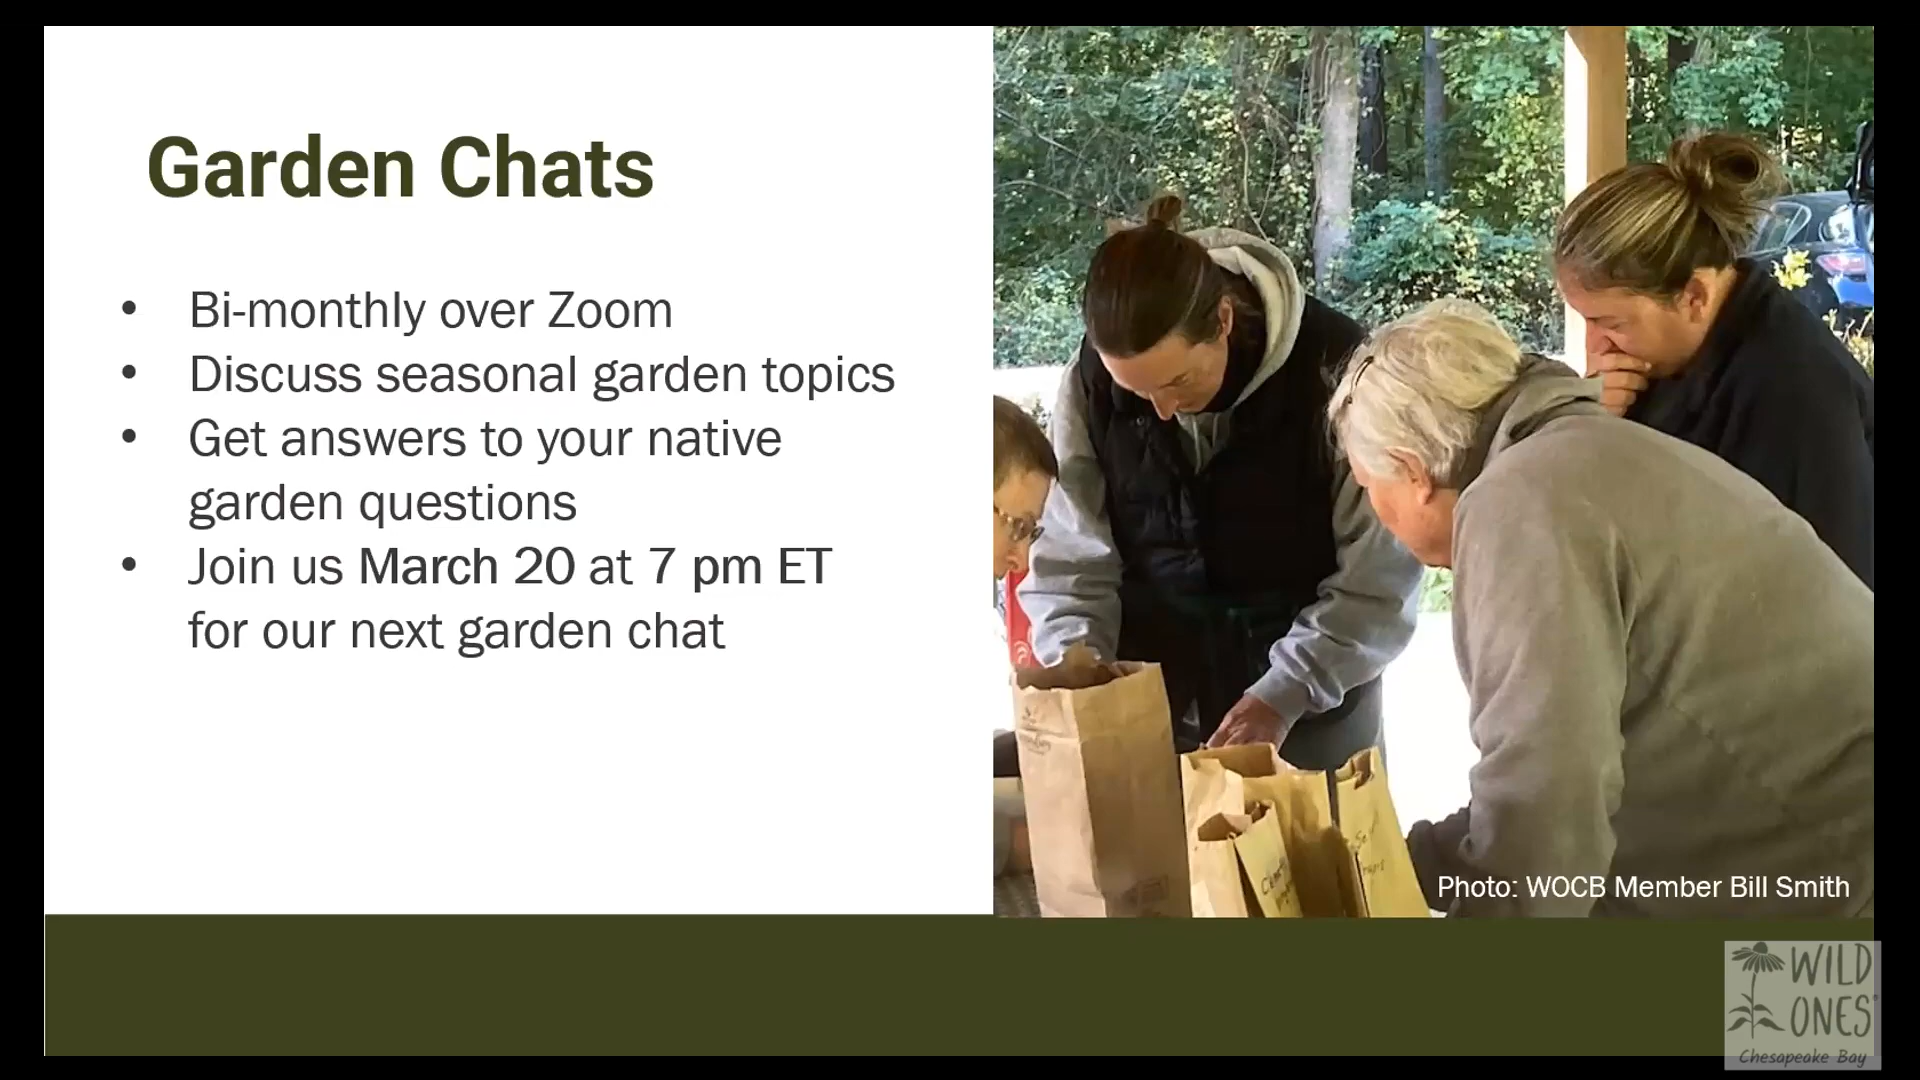 Garden Chats
• Bi-monthly over Zoom
• Discuss seasonal garden topics
• Get answers to your native
garden questions
• Join us March 20 at 7 pm ET
for our next garden chat
Photo: WOCB Member Bill Smith
WILD
ONES®
Chesapeake Bay